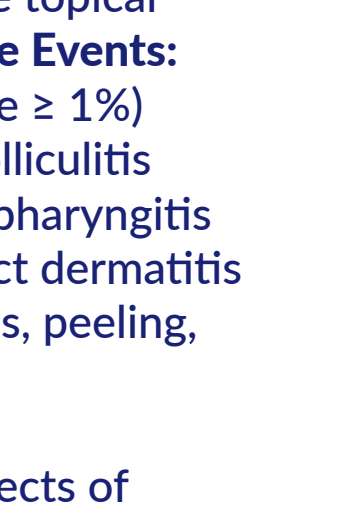 e topical
e Events:
e ≥ 1%)
lliculitis
pharyngitis
ct dermatitis
s, peeling,
ects of